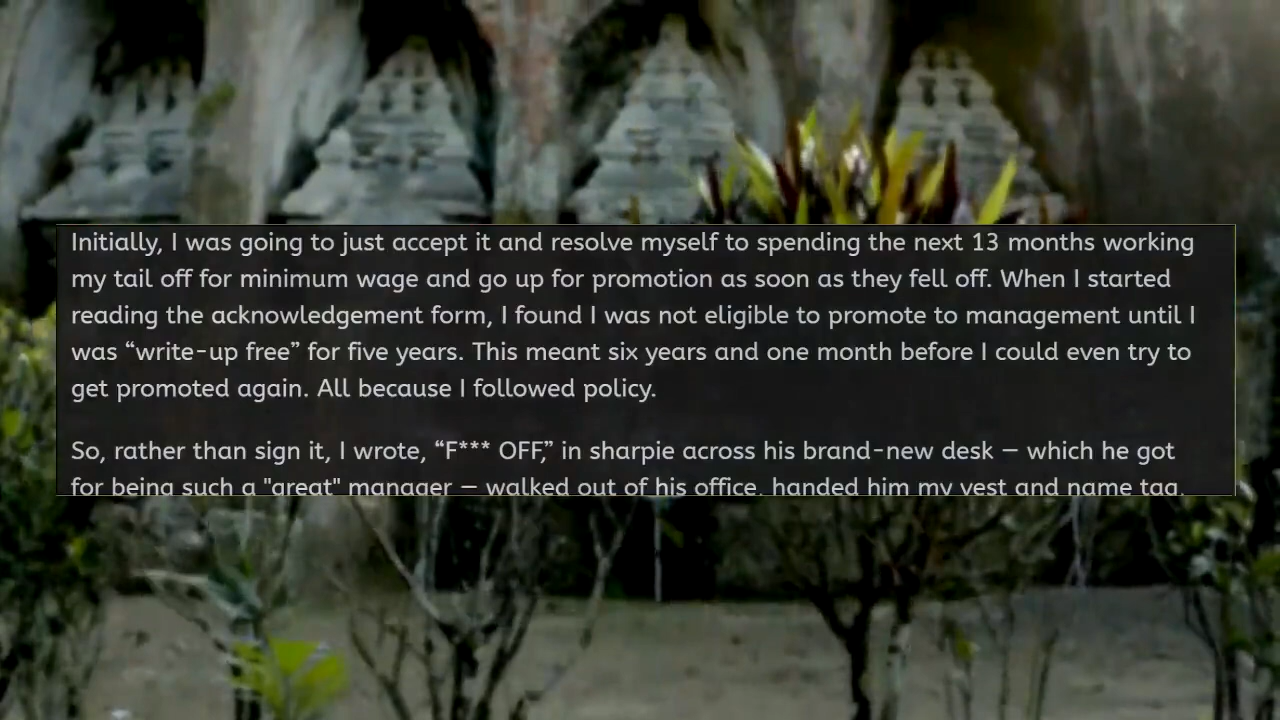 Initially, I was going to just accept it and resolve myself to spending the next 13 months working
my tail off for minimum wage and go up for promotion as soon as they fell off. When I started
reading the acknowledgement form, I found I was not eligible to promote to management until I
was “write-up free” for five years. This meant six years and one month before I could even try to
get promoted again. All because I followed policy.
So, rather than sign it, I wrote, “F*** OFF,” in sharpie across his brand-new desk — which he got
for being such a "great" manager — walked out of his office, handed him my vest and name tag,